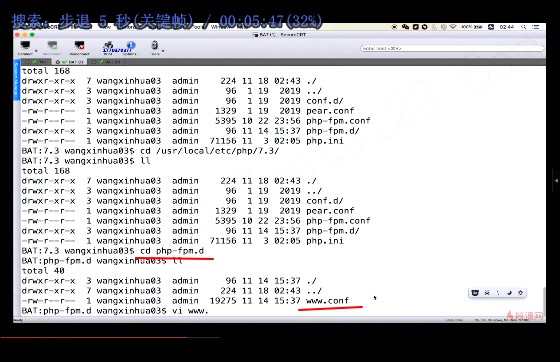 搜索: 步退 5 秒(关键帧) / 00:05:47(32%)
100%
02:44
BAT (1) - SecureCRT
Enter host <⌘R>
total 168
drwxr-xr-x 7 wangxinhua03 admin 224 11 18 02:43 ./
drwxr-xr-x 3 wangxinhua03 admin 96 1 19 2019 ../
drwxr-xr-x 3 wangxinhua03 admin 96 1 19 2019 conf.d/
-rw-r--r-- 1 wangxinhua03 admin 1329 1 19 2019 pear.conf
-rw-r--r-- 1 wangxinhua03 admin 5395 10 22 23:56 php-fpm.conf
drwxr-xr-x 3 wangxinhua03 admin 96 11 14 15:37 php-fpm.d/
-rw-r--r-- 1 wangxinhua03 admin 71156 11 3 02:05 php.ini
BAT:7.3 wangxinhua03$ cd /usr/local/etc/php/7.3/
BAT:7.3 wangxinhua03$ ll
total 168
drwxr-xr-x 7 wangxinhua03 admin 224 11 18 02:43 ./
drwxr-xr-x 3 wangxinhua03 admin 96 1 19 2019 ../
drwxr-xr-x 3 wangxinhua03 admin 96 1 19 2019 conf.d/
-rw-r--r-- 1 wangxinhua03 admin 1329 1 19 2019 pear.conf
-rw-r--r-- 1 wangxinhua03 admin 5395 10 22 23:56 php-fpm.conf
drwxr-xr-x 3 wangxinhua03 admin 96 11 14 15:37 php-fpm.d/
-rw-r--r-- 1 wangxinhua03 admin 71156 11 3 02:05 php.ini
BAT:7.3 wangxinhua03$ cd php-fpm.d
BAT:php-fpm.d wangxinhua03$ ll
total 40
drwxr-xr-x 3 wangxinhua03 admin 96 11 14 15:37 ./
drwxr-xr-x 7 wangxinhua03 admin 224 11 18 02:43 ../
-rw-r--r-- 1 wangxinhua03 admin 19275 11 14 15:37 www.conf
BAT:php-fpm.d wangxinhua03$ vi www.
慕课网